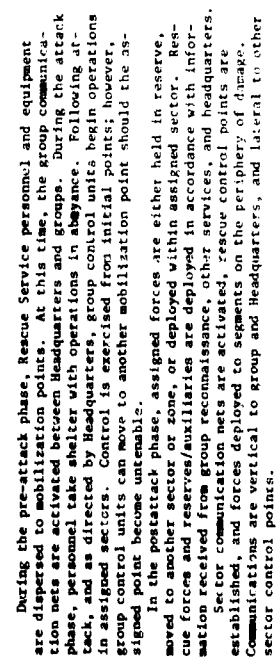 During the pre-attack phase, Rescue Service personnel and equipment
are dispersed to mobilization points. At this time, the group communica-
tion nets are activated between Headquarters and groups. During the attack
phase, personnel take shelter with operations in abeyance. Following at-
tack, and as directed by Headquarters, group control units begin operations
in assigned sectors. Control is exercised from initial points; however,
group control units can move to another mobilization point should the as-
signed point become untenable.
In the postattack phase, assigned forces are either held in reserve,
moved to another sector or zone, or deployed within assigned sector. Res-
cue forces and reserves/auxiliaries are deployed in accordance with infor-
mation received from group reconnaissance, other services, and headquarters.
Sector communication nets are activated, rescue control points are
established, and forces deployed to segments on the periphery of damage.
Communications are vertical to group and Headquarters, and lateral to other
sector control points.